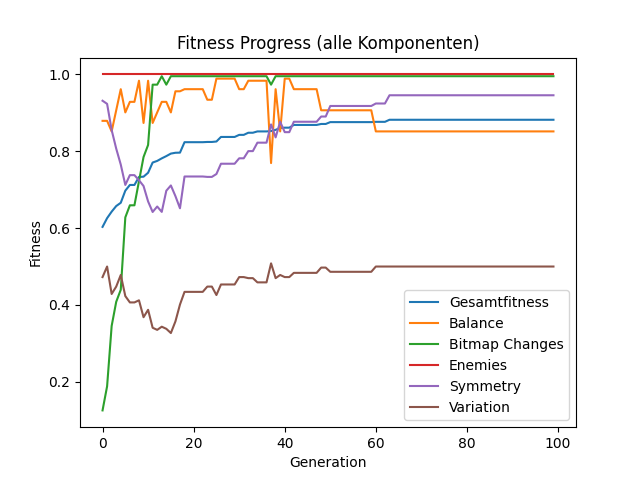 Fitness Progress (alle Komponenten)
1.0
0.8
0.6
0.4
0.2
Fitness
0 20 40 60 80 100
Generation
Gesamtfitness
Balance
Bitmap Changes
Enemies
Symmetry
Variation